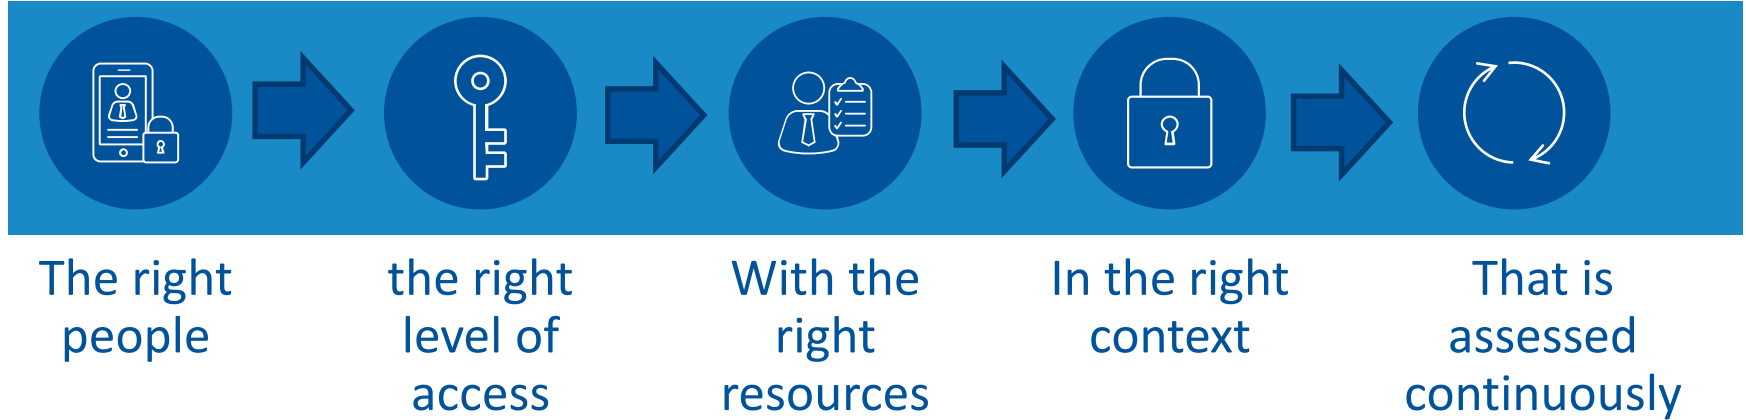 The right
people
the right
level of
access
With the
right
resources
In the right
context
That is
assessed
continuously